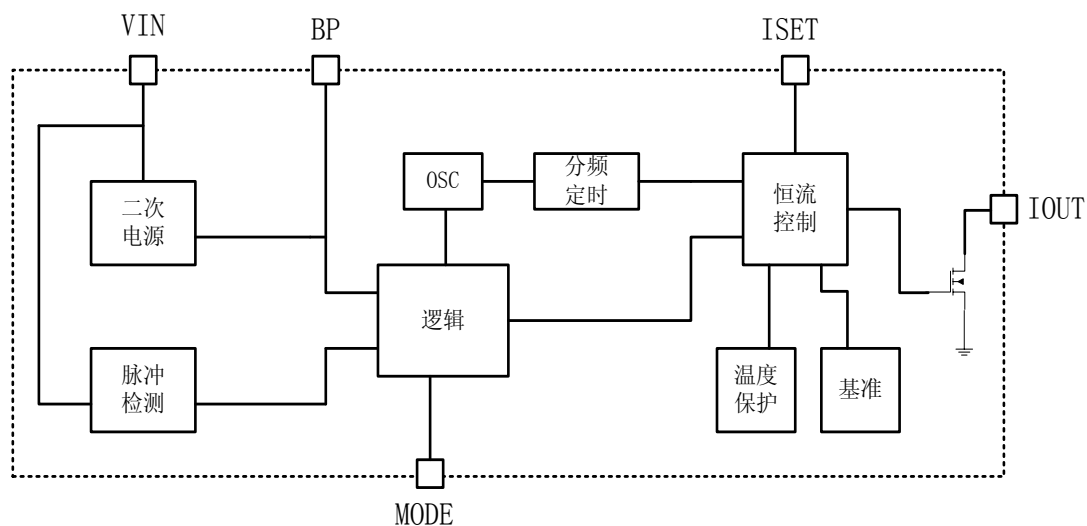 VIN
BP
ISET
OSC
分频
定时
恒流
控制
二次
电源
IOUT
逻辑
脉冲
检测
温度
保护
基准
MODE